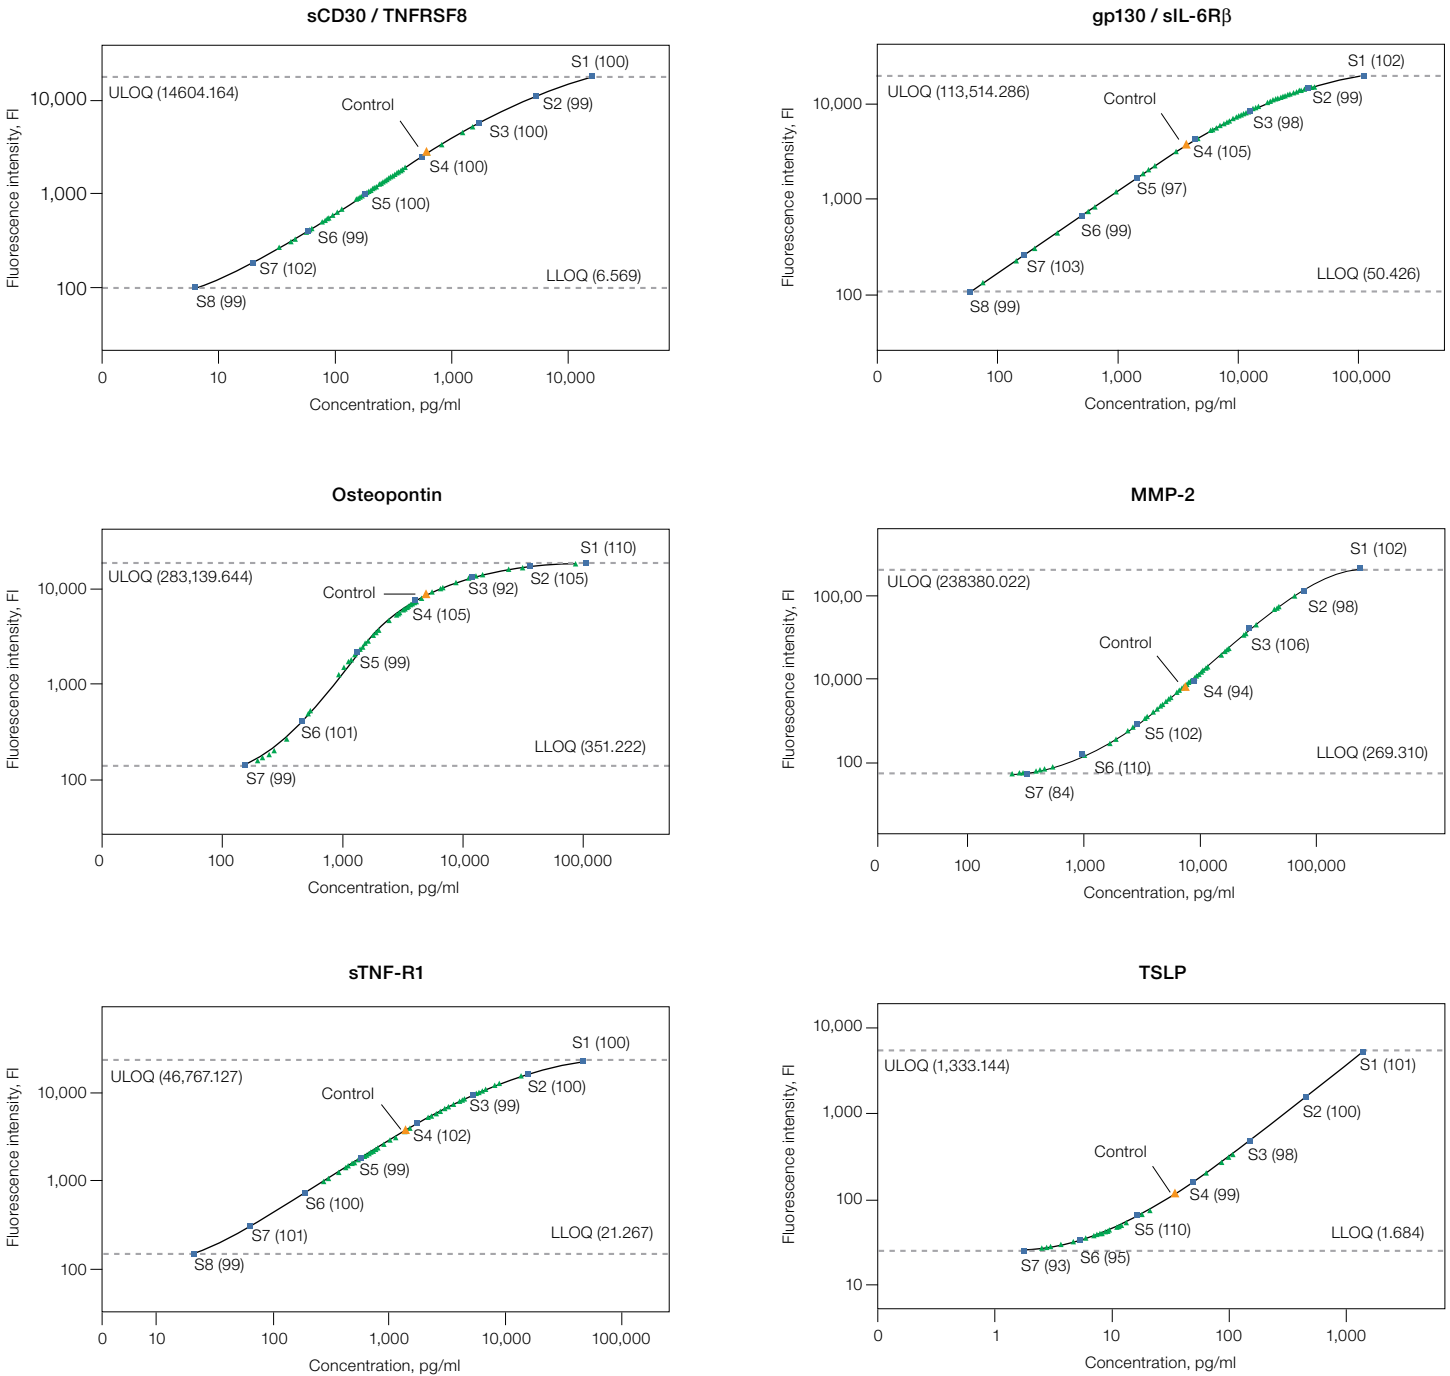 sCD30 / TNFRSF8
Fluorescence intensity, FI
10,000
1,000
100
ULOQ (14604.164)
LLOQ (6.569)
Control
S1 (100)
S2 (99)
S3 (100)
S4 (100)
S5 (100)
S6 (99)
S7 (102)
S8 (99)
0 10 100 1,000 10,000
Concentration, pg/ml
gp130 / sIL-6Rβ
Fluorescence intensity, FI
10,000
1,000
100
ULOQ (113,514.286)
LLOQ (50.426)
Control
S1 (102)
S2 (99)
S3 (98)
S4 (105)
S5 (97)
S6 (99)
S7 (103)
S8 (99)
0 100 1,000 10,000 100,000
Concentration, pg/ml
Osteopontin
Fluorescence intensity, FI
10,000
1,000
100
ULOQ (283,139.644)
LLOQ (351.222)
Control
S1 (110)
S2 (105)
S3 (92)
S4 (105)
S5 (99)
S6 (101)
S7 (99)
0 100 1,000 10,000 100,000
Concentration, pg/ml
MMP-2
Fluorescence intensity, FI
100,00
10,000
100
ULOQ (238380.022)
LLOQ (269.310)
Control
S1 (102)
S2 (98)
S3 (106)
S4 (94)
S5 (102)
S6 (110)
S7 (84)
0 100 1,000 10,000 100,000
Concentration, pg/ml
sTNF-R1
Fluorescence intensity, FI
10,000
1,000
100
ULOQ (46,767.127)
LLOQ (21.267)
Control
S1 (100)
S2 (100)
S3 (99)
S4 (102)
S5 (99)
S6 (100)
S7 (101)
S8 (99)
0 10 100 1,000 10,000 100,000
Concentration, pg/ml
TSLP
Fluorescence intensity, FI
10,000
1,000
100
10
ULOQ (1,333.144)
LLOQ (1.684)
Control
S1 (101)
S2 (100)
S3 (98)
S4 (99)
S5 (110)
S6 (95)
S7 (93)
0 1 10 100 1,000
Concentration, pg/ml